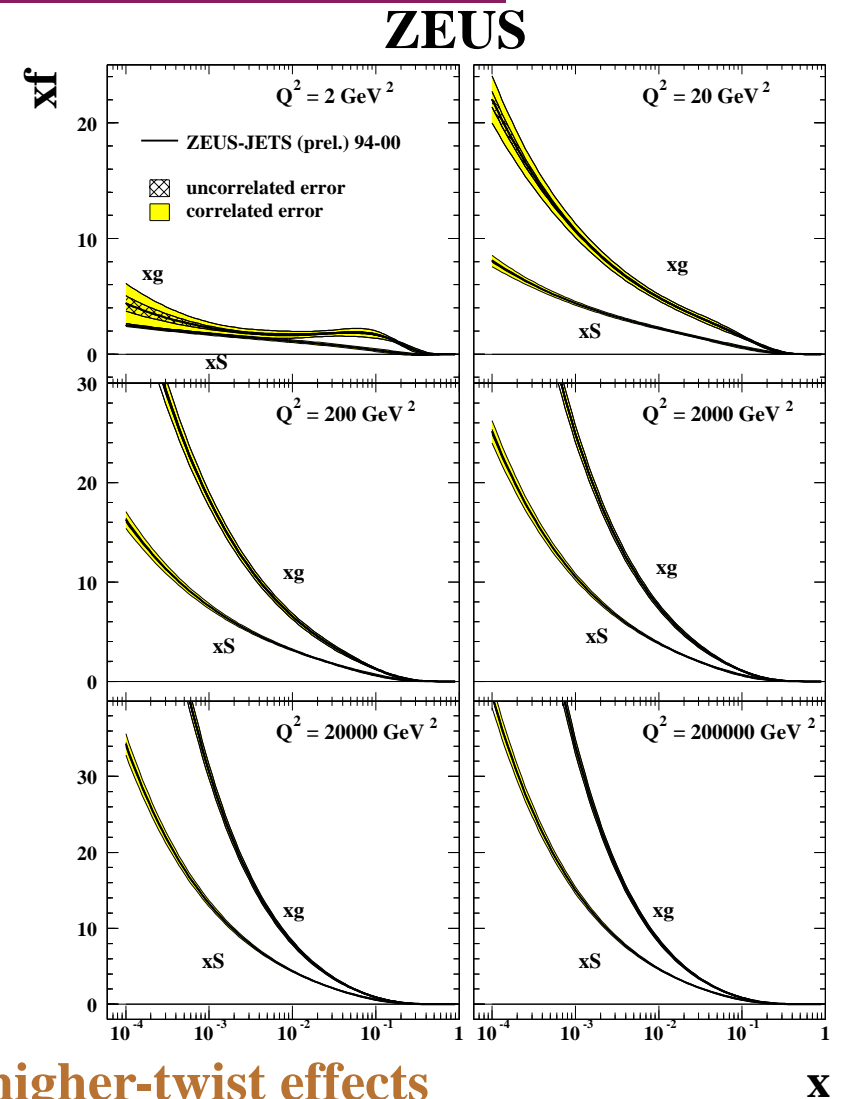 ZEUS
xf
Q² = 2 GeV²
ZEUS-JETS (prel.) 94-00
uncorrelated error
correlated error
xg
xS
20
10
0
Q² = 20 GeV²
xg
xS
Q² = 200 GeV²
xg
xS
30
20
10
0
Q² = 2000 GeV²
xg
xS
Q² = 20000 GeV²
xg
xS
30
20
10
0
Q² = 200000 GeV²
xg
xS
10⁻⁴ 10⁻³ 10⁻² 10⁻¹ 1
10⁻⁴ 10⁻³ 10⁻² 10⁻¹ 1
x
higher-twist effects